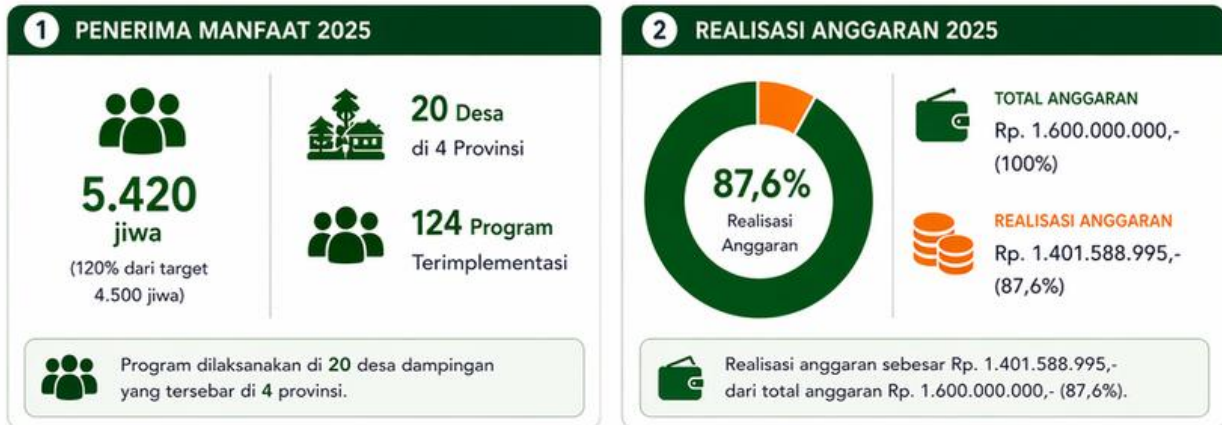 1 PENERIMA MANFAAT 2025
5.420
jiwa
(120% dari target
4.500 jiwa)
20 Desa
di 4 Provinsi
124 Program
Terimplementasi
Program dilaksanakan di 20 desa dampingan
yang tersebar di 4 provinsi.
2 REALISASI ANGGARAN 2025
87,6%
Realisasi
Anggaran
TOTAL ANGGARAN
Rp. 1.600.000.000,-
(100%)
REALISASI ANGGARAN
Rp. 1.401.588.995,-
(87,6%)
Realisasi anggaran sebesar Rp. 1.401.588.995,-
dari total anggaran Rp. 1.600.000.000,- (87,6%).